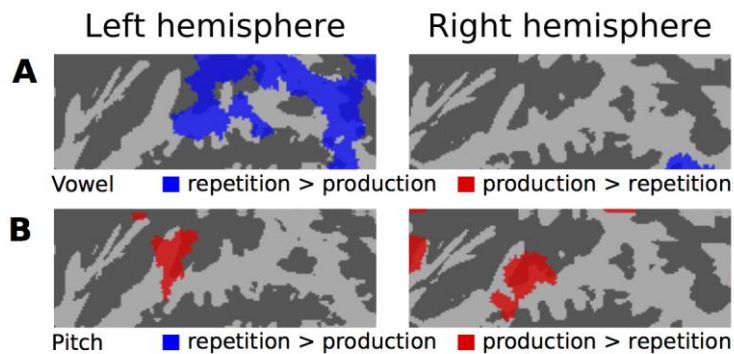 Left hemisphere Right hemisphere
A
Vowel repetition > production production > repetition
B
Pitch repetition > production production > repetition